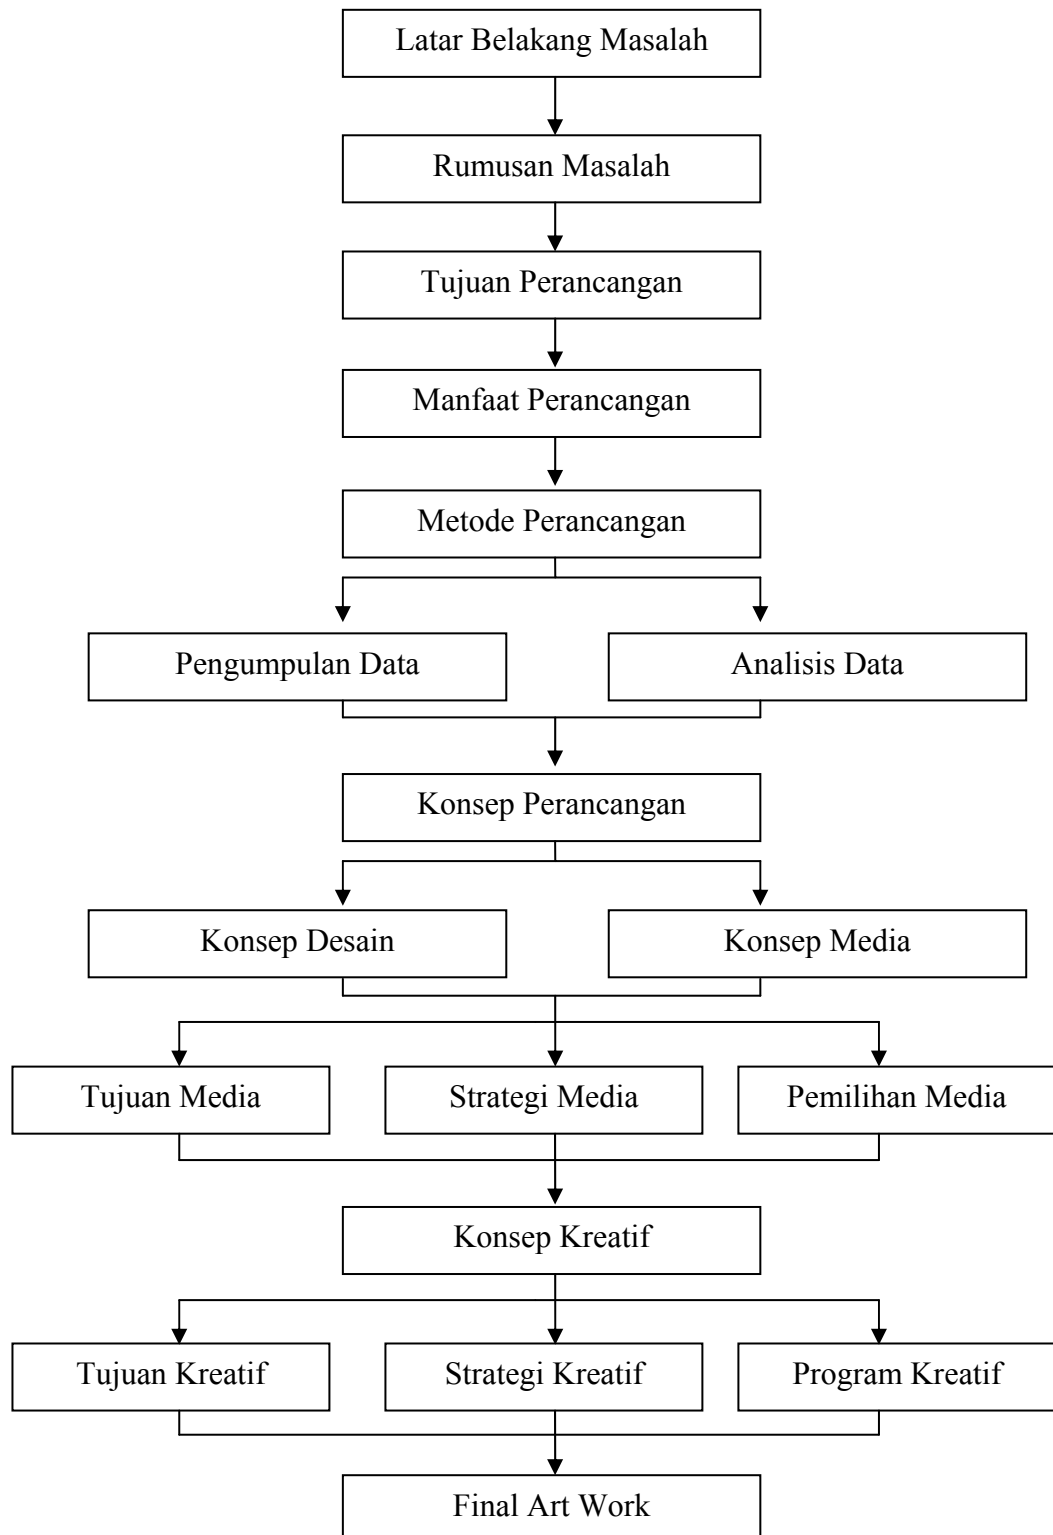 Latar Belakang Masalah
Rumusan Masalah
Tujuan Perancangan
Manfaat Perancangan
Metode Perancangan
Pengumpulan Data
Analisis Data
Konsep Perancangan
Konsep Desain
Konsep Media
Tujuan Media
Strategi Media
Pemilihan Media
Konsep Kreatif
Tujuan Kreatif
Strategi Kreatif
Program Kreatif
Final Art Work